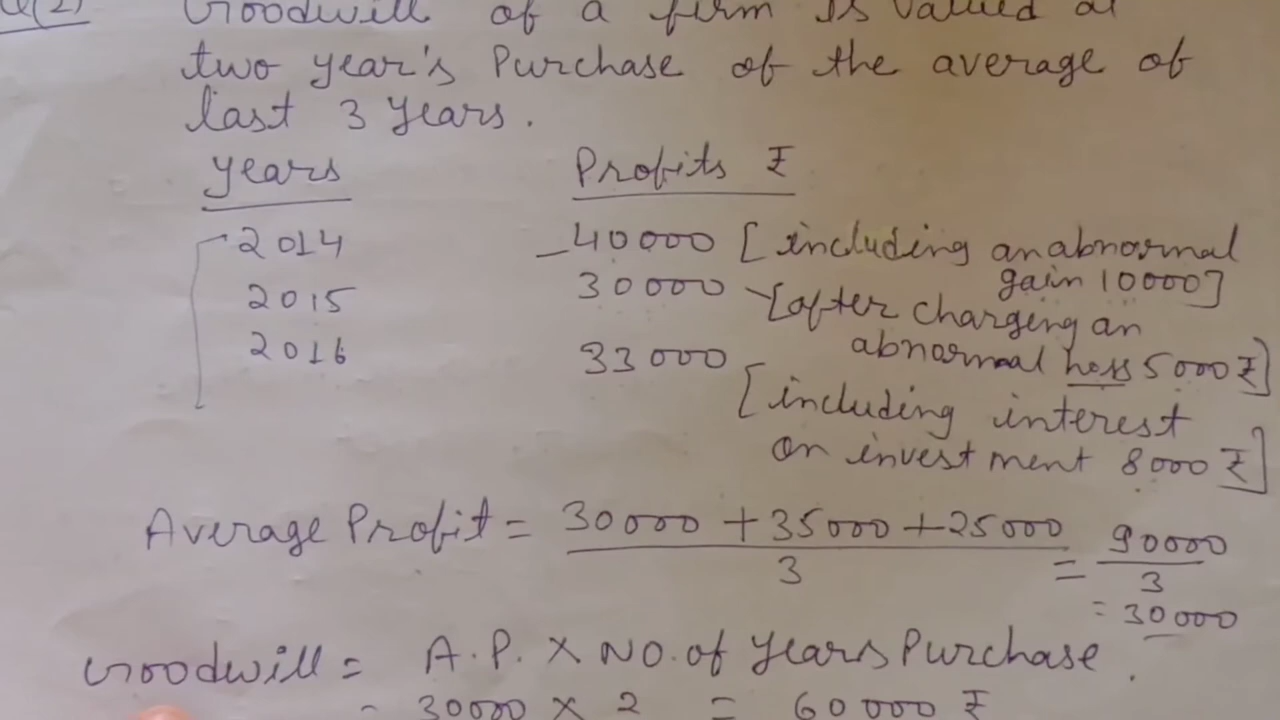 Q(2) Goodwill of a firm is valued at
two year's Purchase of the average of
last 3 years.
years Profits ₹
2014 40000 [including an abnormal
gain 10000]
2015 30000 [after charging an
abnormal loss 5000 ₹]
2016 33000
[including interest
on investment 8000 ₹]
Average Profit = 30000 + 35000 + 25000 / 3 = 90000 / 3
= 30000
Goodwill = A.P. × No. of years Purchase.
= 30000 × 2 = 60000 ₹